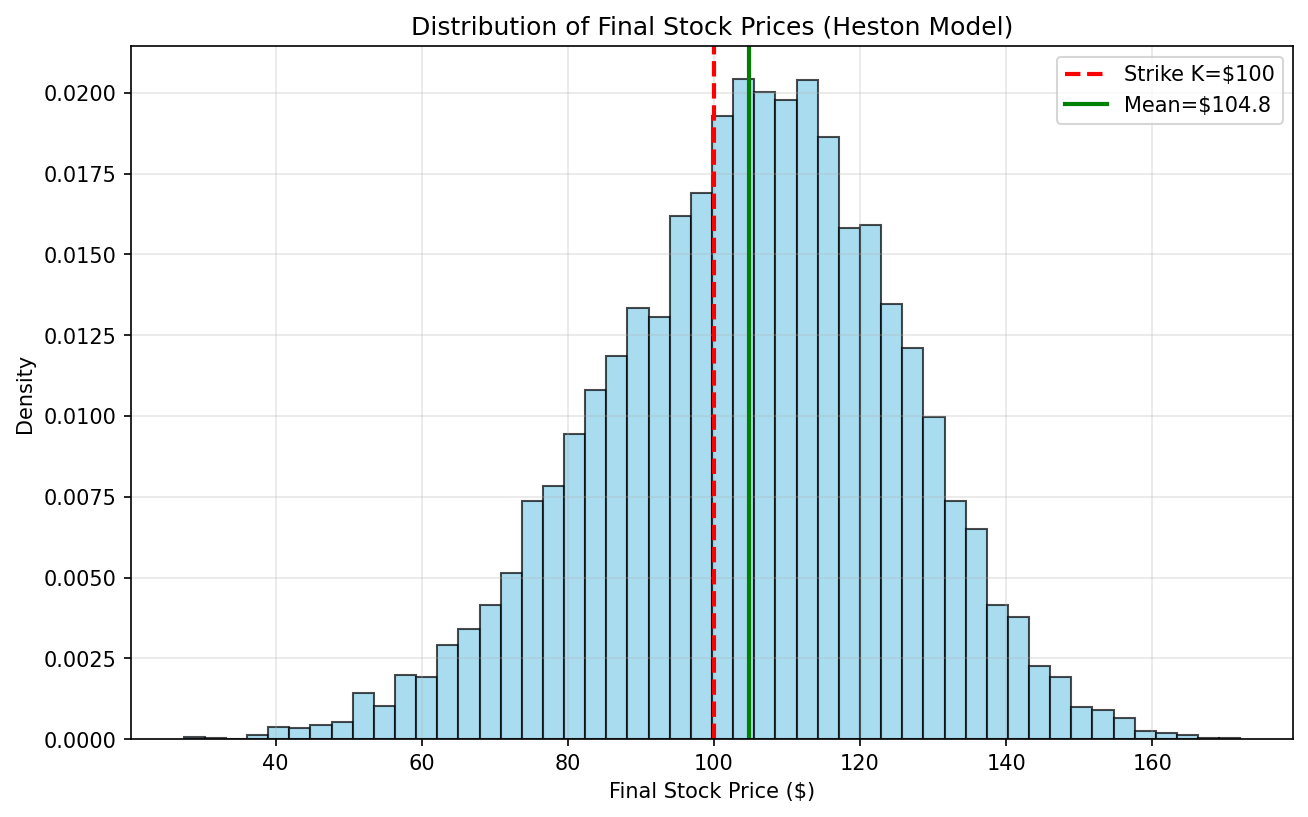 Distribution of Final Stock Prices (Heston Model)
Strike K=$100
Mean=$104.8
0.0200
0.0175
0.0150
0.0125
0.0100
0.0075
0.0050
0.0025
0.0000
Density
40 60 80 100 120 140 160
Final Stock Price ($)